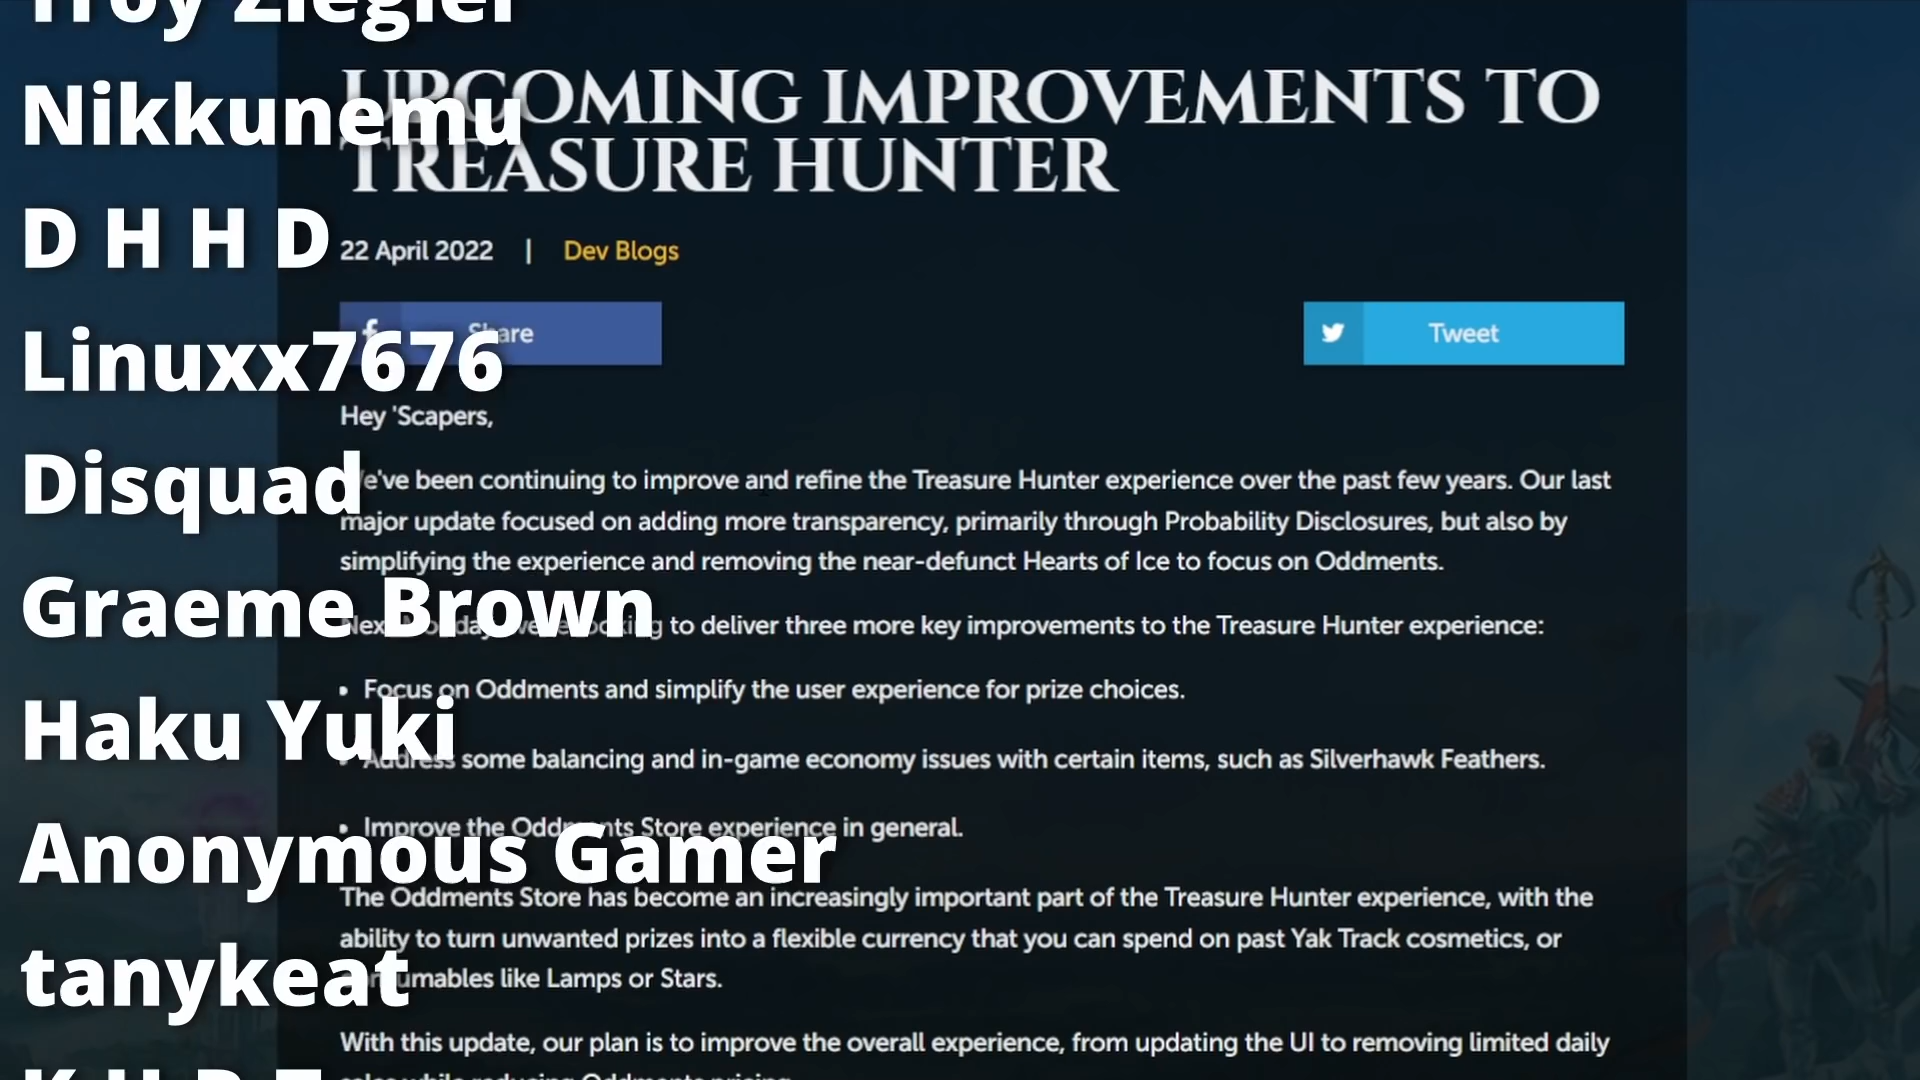 Troy Ziegler
Nikkunemu
D H H D
Linuxx7676
Disquad
Graeme Brown
Haku Yuki
Anonymous Gamer
tanykeat
UPCOMING IMPROVEMENTS TO
TREASURE HUNTER
22 April 2022 | Dev Blogs
Share
Tweet
Hey 'Scapers,
We've been continuing to improve and refine the Treasure Hunter experience over the past few years. Our last
major update focused on adding more transparency, primarily through Probability Disclosures, but also by
simplifying the experience and removing the near-defunct Hearts of Ice to focus on Oddments.
Next Monday we're looking to deliver three more key improvements to the Treasure Hunter experience:
• Focus on Oddments and simplify the user experience for prize choices.
• Address some balancing and in-game economy issues with certain items, such as Silverhawk Feathers.
• Improve the Oddments Store experience in general.
The Oddments Store has become an increasingly important part of the Treasure Hunter experience, with the
ability to turn unwanted prizes into a flexible currency that you can spend on past Yak Track cosmetics, or
consumables like Lamps or Stars.
With this update, our plan is to improve the overall experience, from updating the UI to removing limited daily
sales while reducing Oddments pricing.